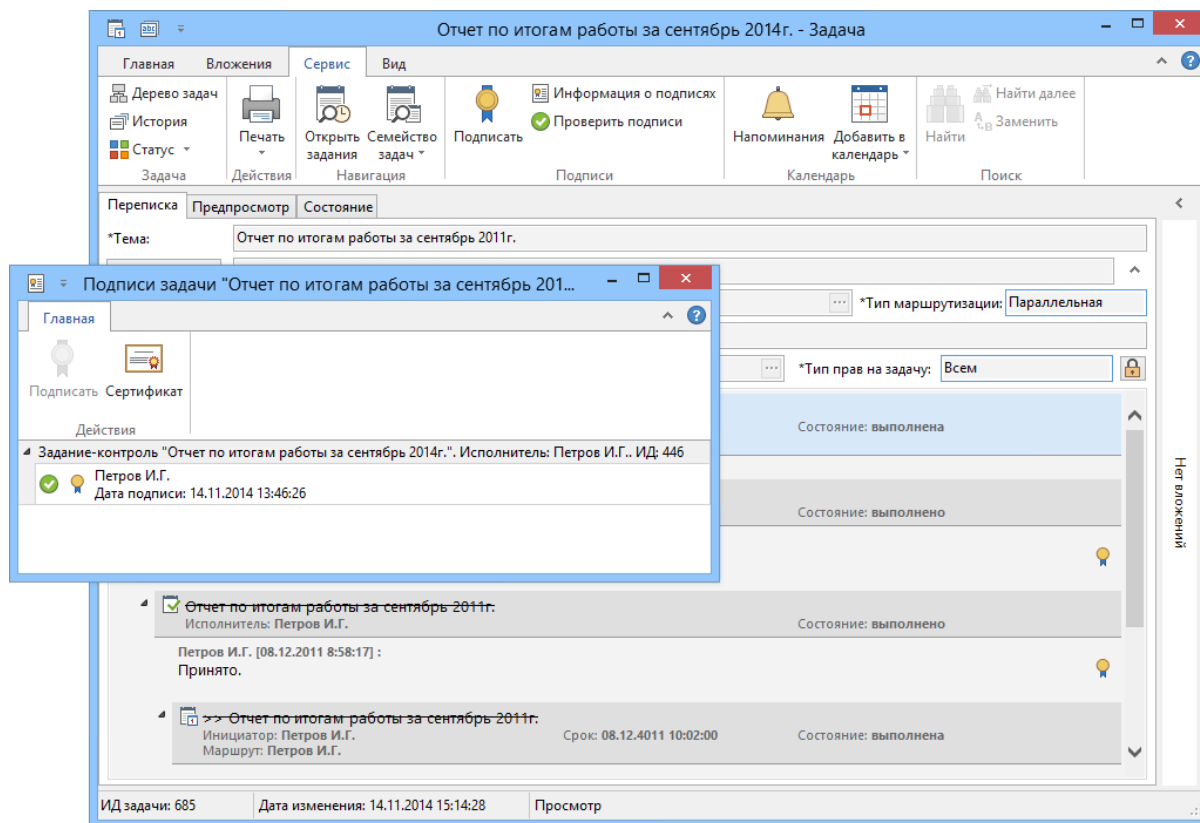 Отчет по итогам работы за сентябрь 2014г. - Задача
Главная Вложения Сервис Вид
Дерево задач
История
Статус
Печать
Открыть задания
Семейство задач
Подписать
Информация о подписях
Проверить подписи
Напоминания
Добавить в календарь
Найти
Найти далее
Заменить
Задача Действия Навигация Подписи Календарь Поиск
Переписка Предпросмотр Состояние
*Тема: Отчет по итогам работы за сентябрь 2011г.
*Тип маршрутизации: Параллельная
*Тип прав на задачу: Всем
Подписи задачи "Отчет по итогам работы за сентябрь 201...
Главная
Подписать Сертификат
Действия
Задание-контроль "Отчет по итогам работы за сентябрь 2014г.". Исполнитель: Петров И.Г.. ИД: 446
Петров И.Г.
Дата подписи: 14.11.2014 13:46:26
Состояние: выполнена
Состояние: выполнено
Отчет по итогам работы за сентябрь 2011г.
Исполнитель: Петров И.Г. Состояние: выполнено
Петров И.Г. [08.12.2011 8:58:17] :
Принято.
>> Отчет по итогам работы за сентябрь 2011г.
Инициатор: Петров И.Г. Срок: 08.12.4011 10:02:00 Состояние: выполнена
Маршрут: Петров И.Г.
Нет вложений
ИД задачи: 685 Дата изменения: 14.11.2014 15:14:28 Просмотр